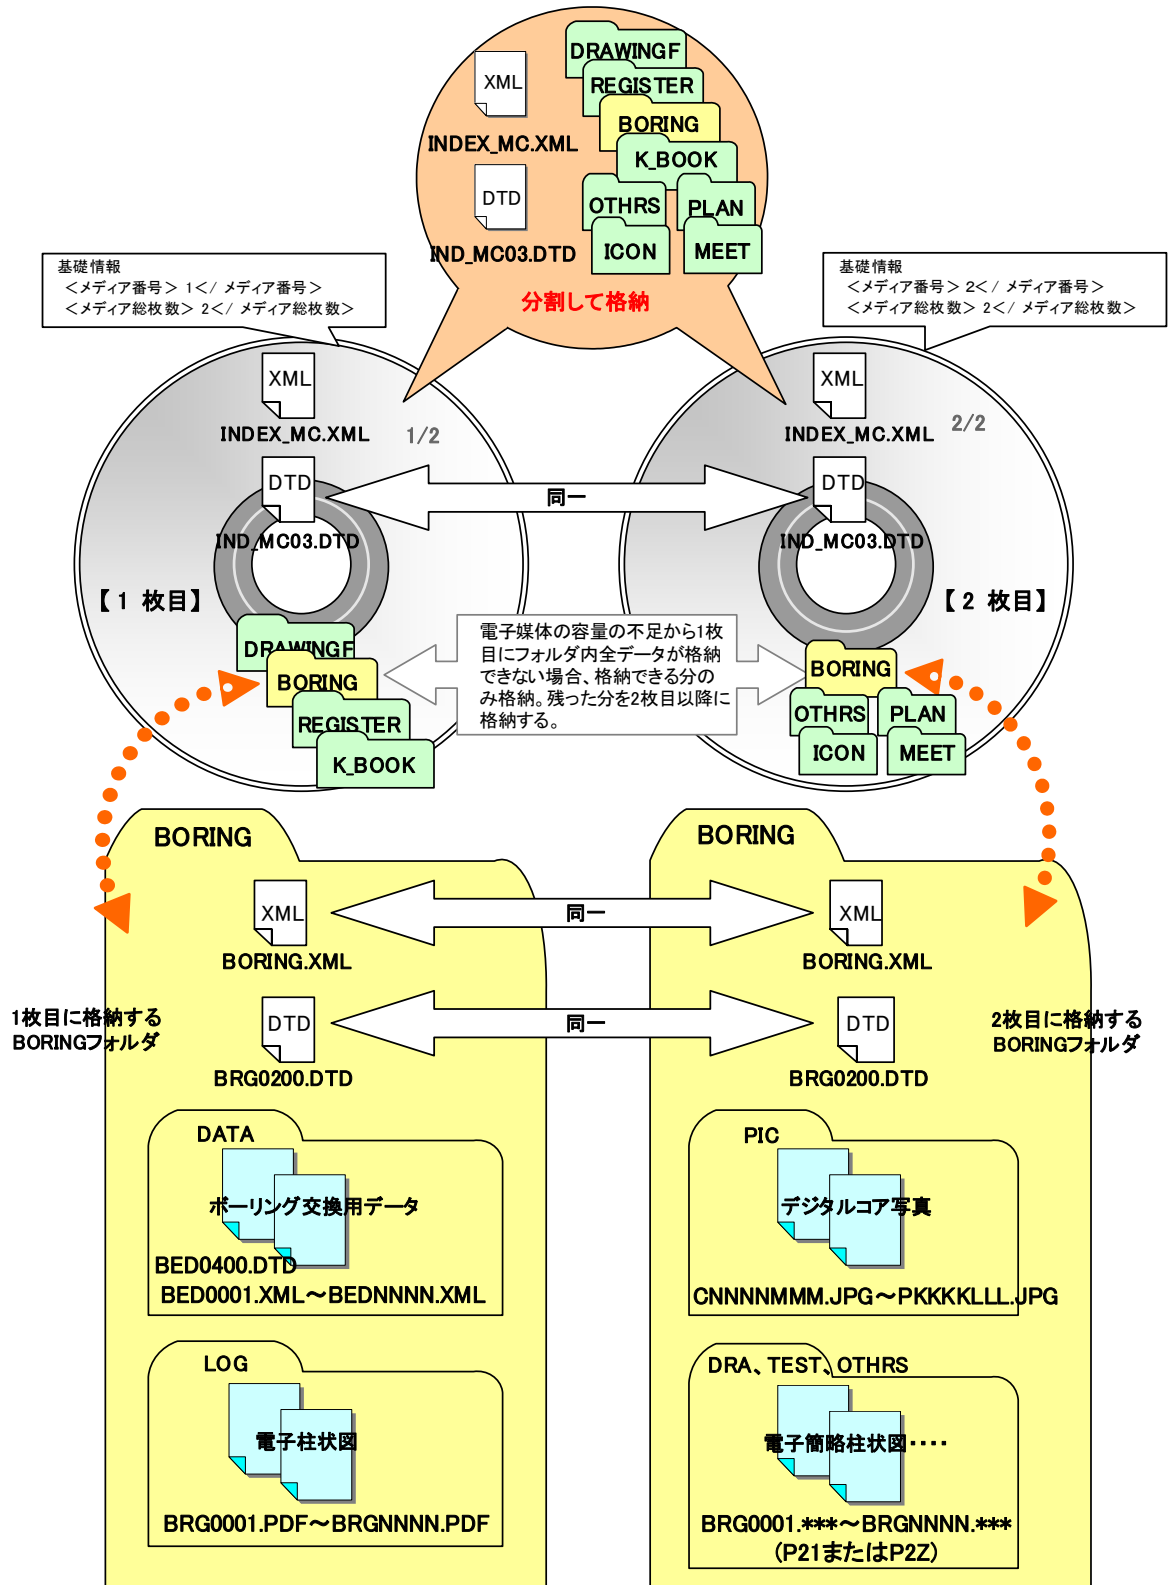 DRAWINGF
XML
REGISTER
BORING
INDEX_MC.XML
K_BOOK
DTD
OTHRS
PLAN
IND_MC03.DTD
ICON
MEET
分割して格納
基礎情報
<メディア番号> 1</ メディア番号>
<メディア総枚数> 2</ メディア総枚数>
基礎情報
<メディア番号> 2</ メディア番号>
<メディア総枚数> 2</ メディア総枚数>
XML
INDEX_MC.XML
1/2
DTD
IND_MC03.DTD
【1 枚目】
DRAWINGF
BORING
REGISTER
K_BOOK
同一
XML
INDEX_MC.XML
2/2
DTD
IND_MC03.DTD
【2 枚目】
BORING
OTHRS
PLAN
ICON
MEET
電子媒体の容量の不足から1枚
目にフォルダ内全データが格納
できない場合、格納できる分の
み格納。残った分を2枚目以降に
格納する。
BORING
XML
BORING.XML
同一
DTD
BRG0200.DTD
同一
1枚目に格納する
BORINGフォルダ
DATA
ボーリング交換用データ
BED0400.DTD
BED0001.XML～BEDNNNN.XML
LOG
電子柱状図
BRG0001.PDF～BRGNNNN.PDF
BORING
XML
BORING.XML
DTD
BRG0200.DTD
2枚目に格納する
BORINGフォルダ
PIC
デジタルコア写真
CNNNNMMM.JPG～PKKKKLLL.JPG
DRA、TEST、OTHRS
電子簡略柱状図････
BRG0001.***～BRGNNNN.***
(P21またはP2Z)